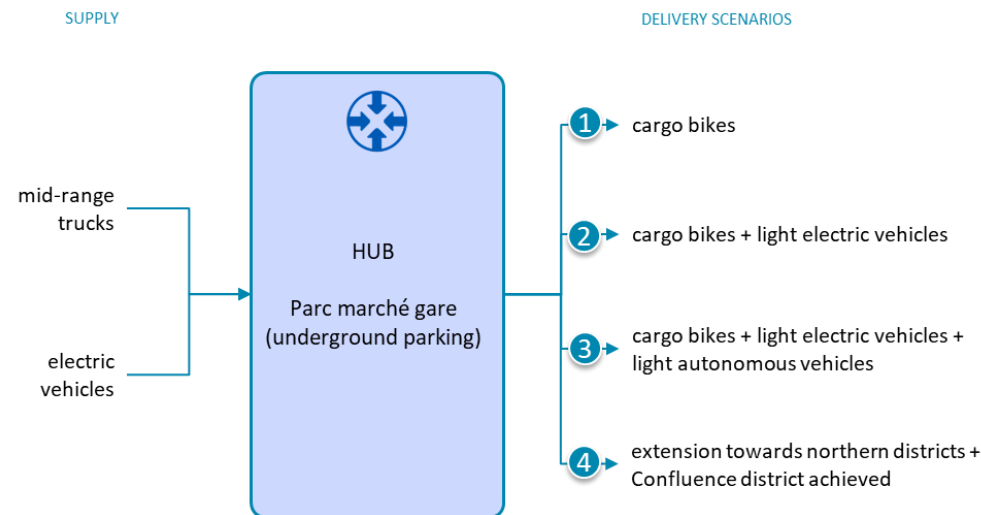 SUPPLY
DELIVERY SCENARIOS
mid-range
trucks
electric
vehicles
HUB
Parc marché gare
(underground parking)
1 cargo bikes
2 cargo bikes + light electric vehicles
3 cargo bikes + light electric vehicles +
light autonomous vehicles
4 extension towards northern districts +
Confluence district achieved